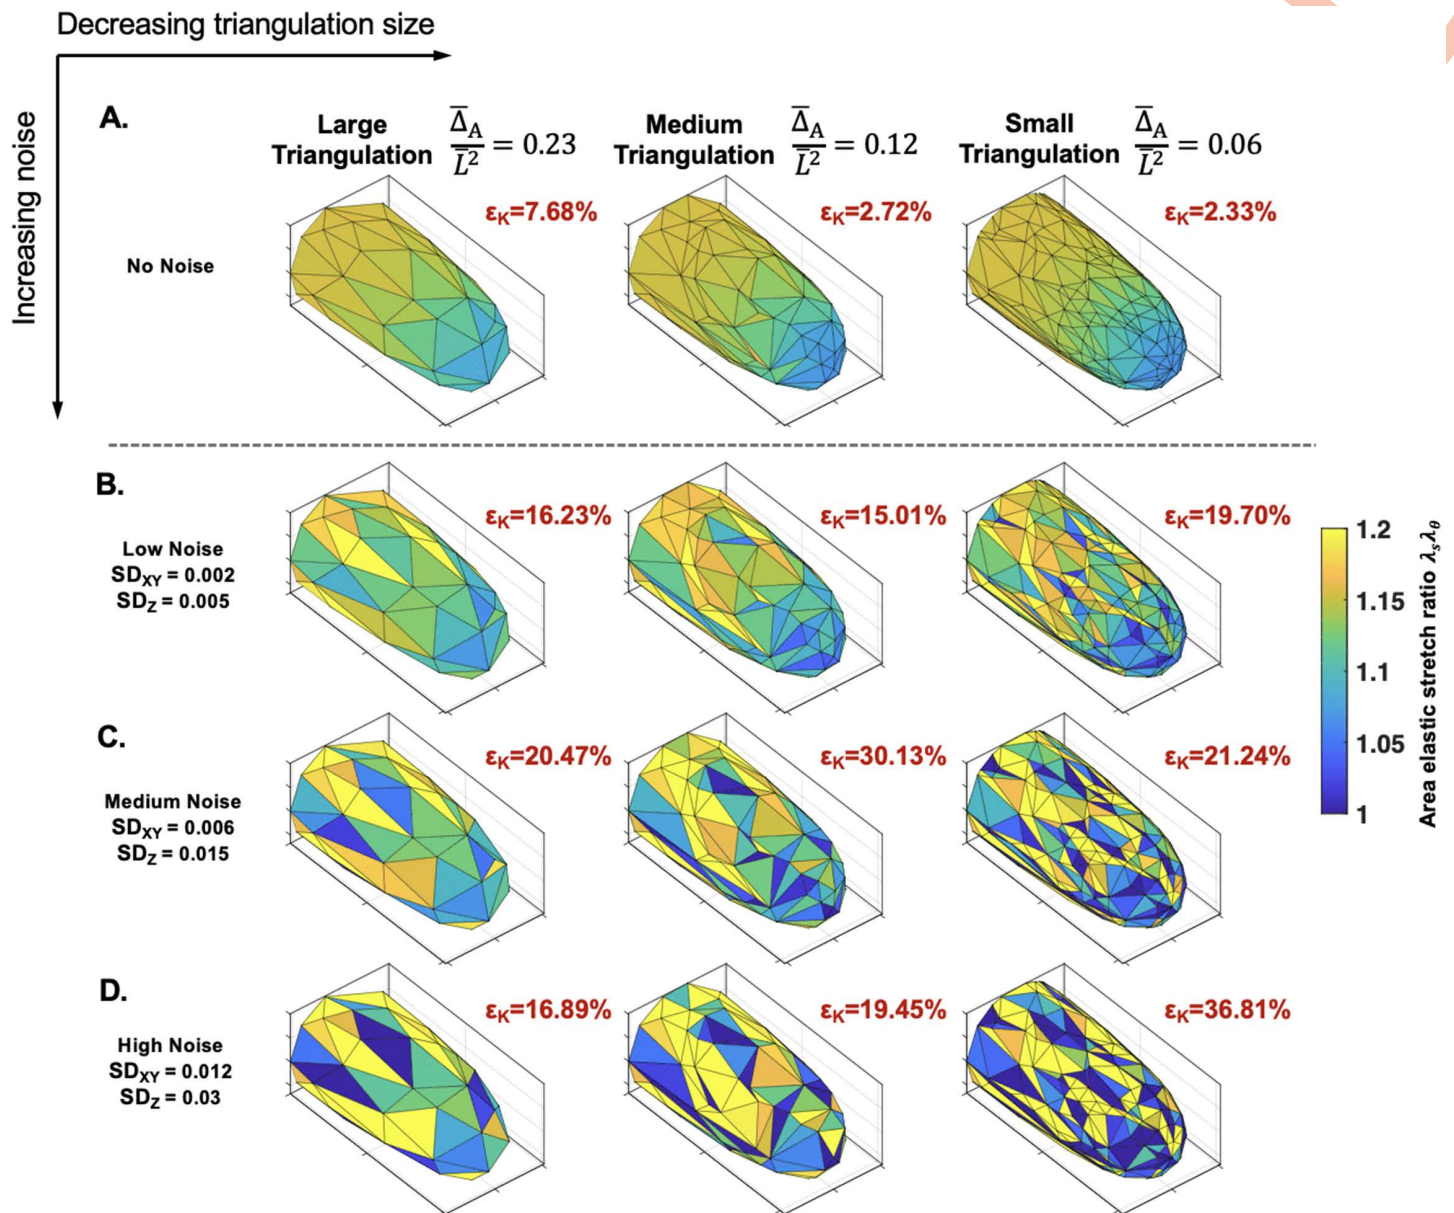 Decreasing triangulation size
Increasing noise
A.
Large
Triangulation
Δ̅A / L̅² = 0.23
Medium
Triangulation
Δ̅A / L̅² = 0.12
Small
Triangulation
Δ̅A / L̅² = 0.06
No Noise
εK=7.68%
εK=2.72%
εK=2.33%
B.
Low Noise
SDXY = 0.002
SDZ = 0.005
εK=16.23%
εK=15.01%
εK=19.70%
C.
Medium Noise
SDXY = 0.006
SDZ = 0.015
εK=20.47%
εK=30.13%
εK=21.24%
D.
High Noise
SDXY = 0.012
SDZ = 0.03
εK=16.89%
εK=19.45%
εK=36.81%
1.2
1.15
1.1
1.05
1
Area elastic stretch ratio λsλθ